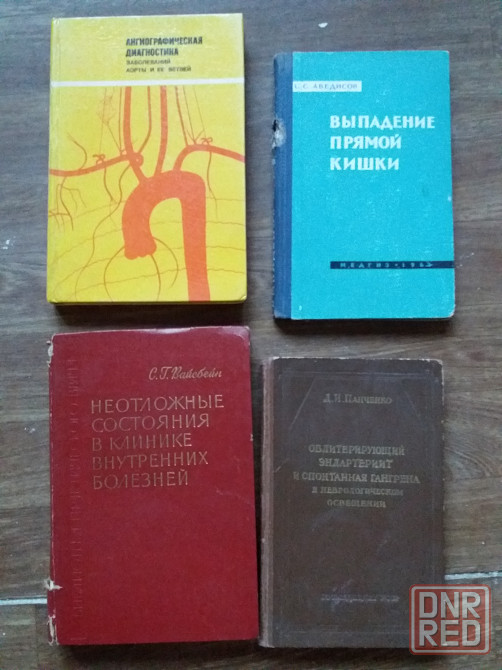 АНГИОГРАФИЧЕСКАЯ
ДИАГНОСТИКА
ЗАБОЛЕВАНИЙ
АОРТЫ И ЕЕ ВЕТВЕЙ
С. С. АВЕДИСОВ
ВЫПАДЕНИЕ
ПРЯМОЙ
КИШКИ
МЕДГИЗ
С. Г. Вайсбейн
НЕОТЛОЖНЫЕ
СОСТОЯНИЯ
В КЛИНИКЕ
ВНУТРЕННИХ
БОЛЕЗНЕЙ
Д. И. ПАНЧЕНКО
ОБЛИТЕРИРУЮЩИЙ
ЭНДАРТЕРИИТ
И СПОНТАННАЯ ГАНГРЕНА
В НЕВРОЛОГИЧЕСКОМ
ОСВЕЩЕНИИ
DNR
RED